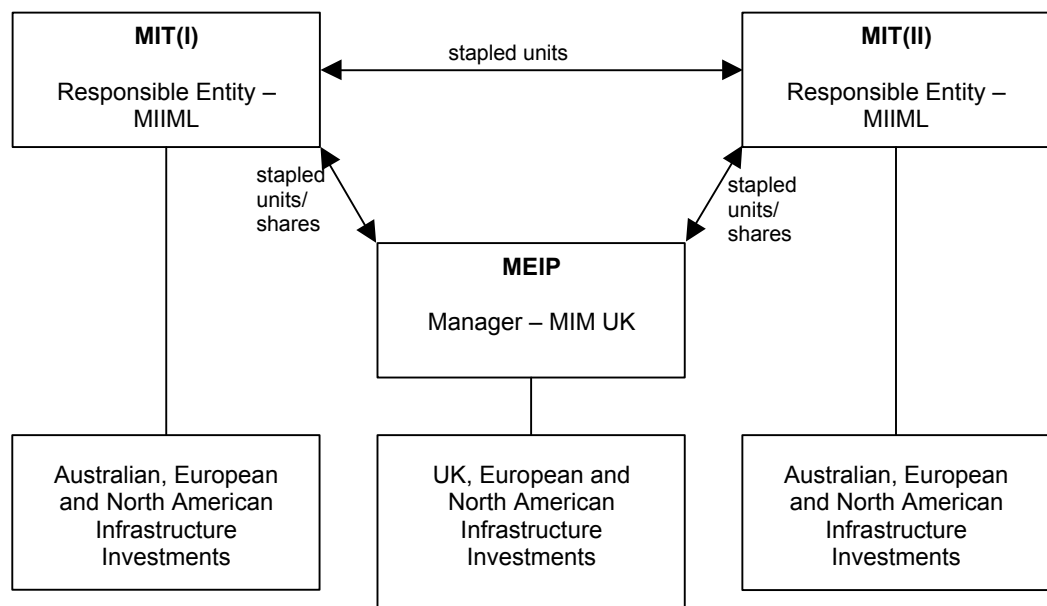 MIT(I)
Responsible Entity –
MIIML
stapled units
MIT(II)
Responsible Entity –
MIIML
stapled
units/
shares
stapled
units/
shares
MEIP
Manager – MIM UK
Australian, European
and North American
Infrastructure
Investments
UK, European and
North American
Infrastructure
Investments
Australian, European
and North American
Infrastructure
Investments